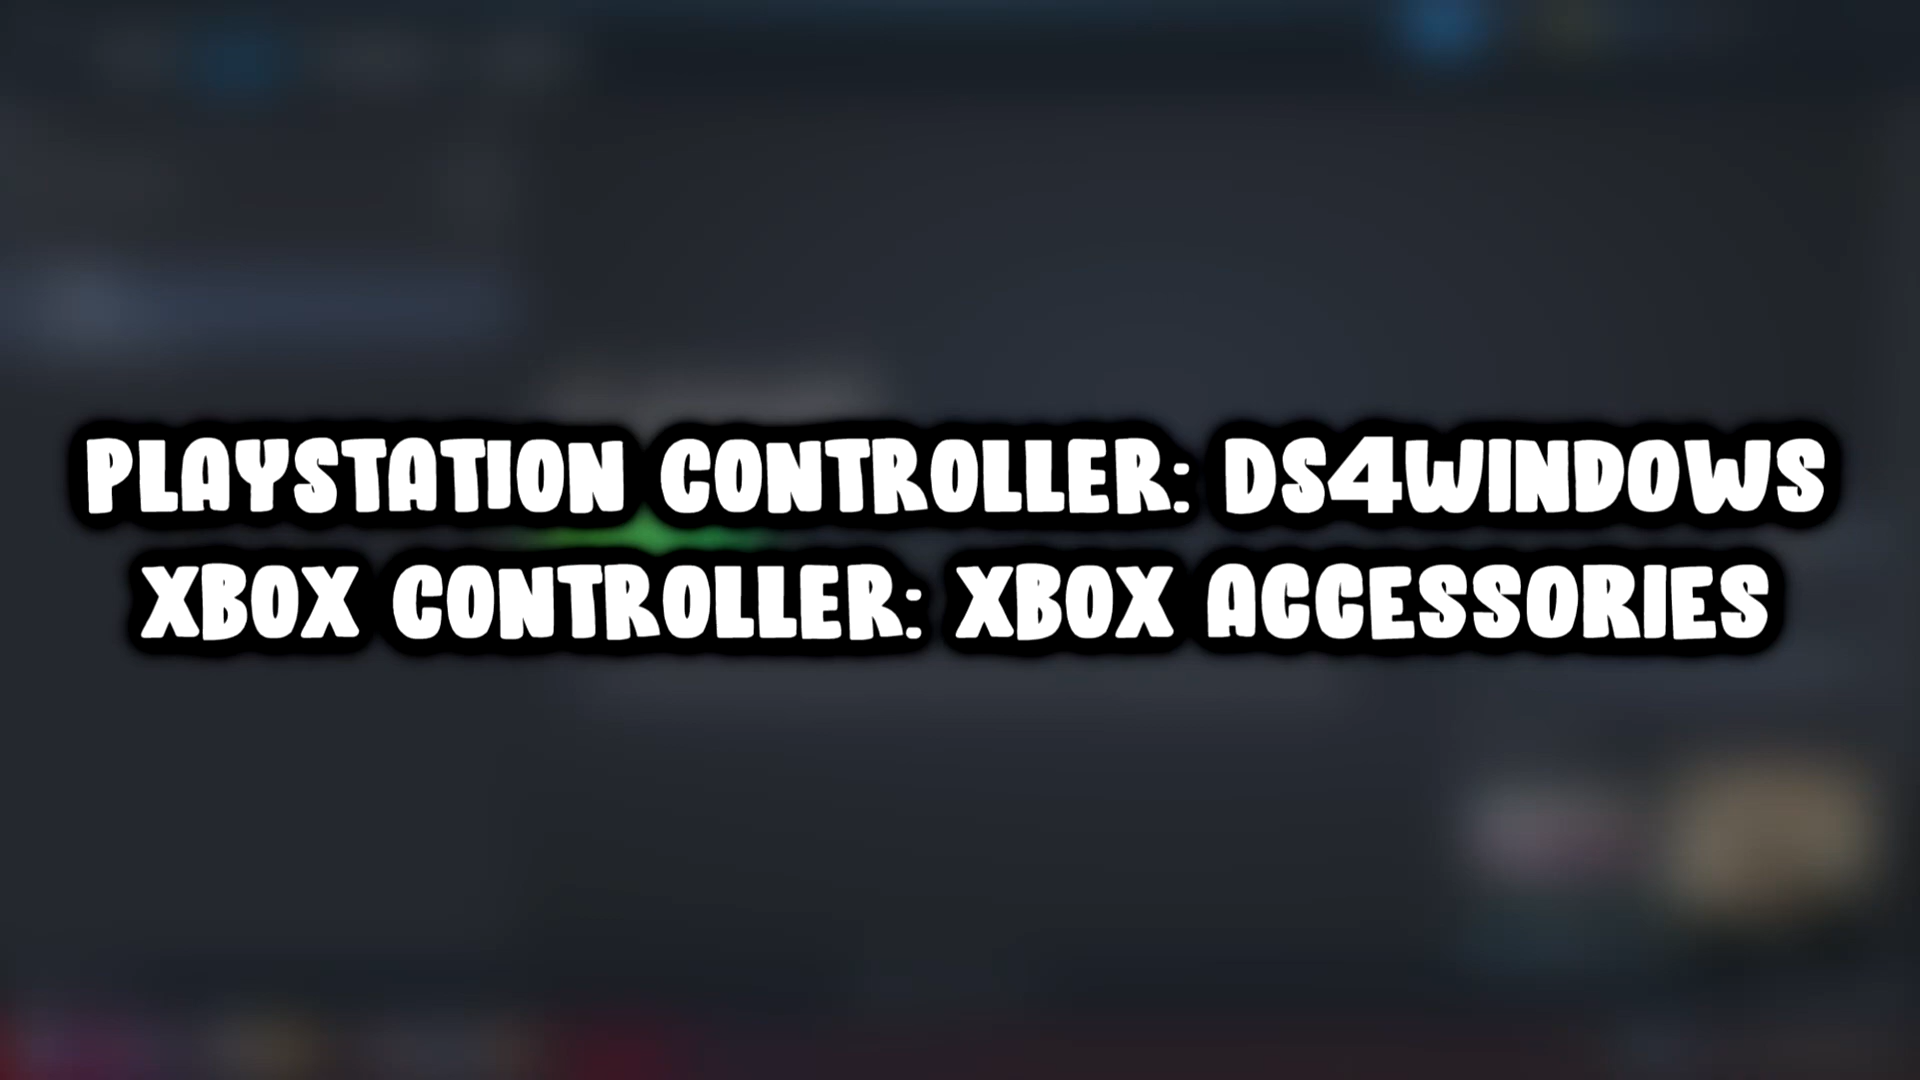 PLAYSTATION CONTROLLER: DS4WINDOWS
XBOX CONTROLLER: XBOX ACCESSORIES